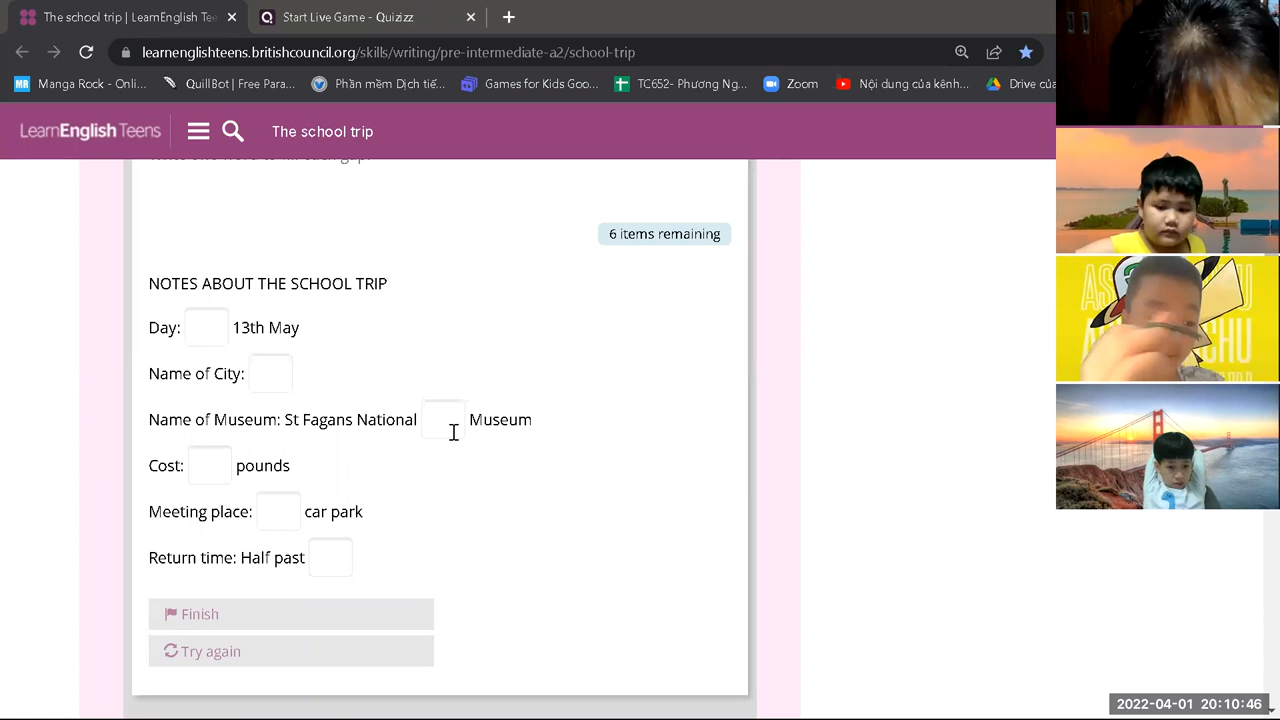 The school trip | LearnEnglish Tee
Start Live Game – Quizizz
learnenglishteens.britishcouncil.org/skills/writing/pre-intermediate-a2/school-trip
MR Manga Rock - Onli...
QuillBot | Free Para...
Phần mềm Dịch tiế...
Games for Kids Goo...
TC652- Phương Ng...
Zoom
Nội dung của kênh...
Drive củ
LearnEnglish Teens
The school trip
6 items remaining
NOTES ABOUT THE SCHOOL TRIP
Day: 13th May
Name of City:
Name of Museum: St Fagans National Museum
Cost: pounds
Meeting place: car park
Return time: Half past
Finish
Try again
2022-04-01 20:10:46